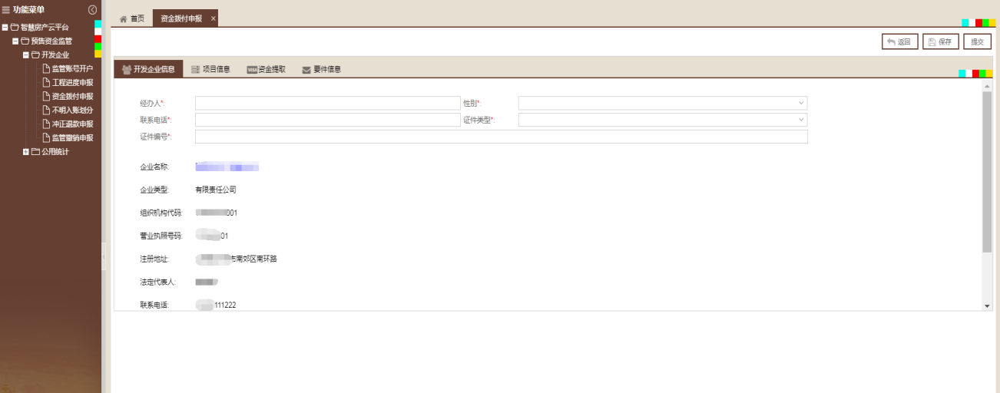 功能菜单
智慧房产云平台
预售资金监管
开发企业
监管账号开户
工程进度申报
资金拨付申报
不明入账划分
冲正退款申报
监管撤销申报
公用统计
首页 资金拨付申报 ×
返回 保存 提交
开发企业信息 项目信息 VISA 资金提取 要件信息
经办人*: 性别*:
联系电话*: 证件类型*:
证件编号*:
企业名称:
企业类型: 有限责任公司
组织机构代码: 001
营业执照号码: 01
注册地址: 市南郊区南环路
法定代表人:
联系电话: 111222